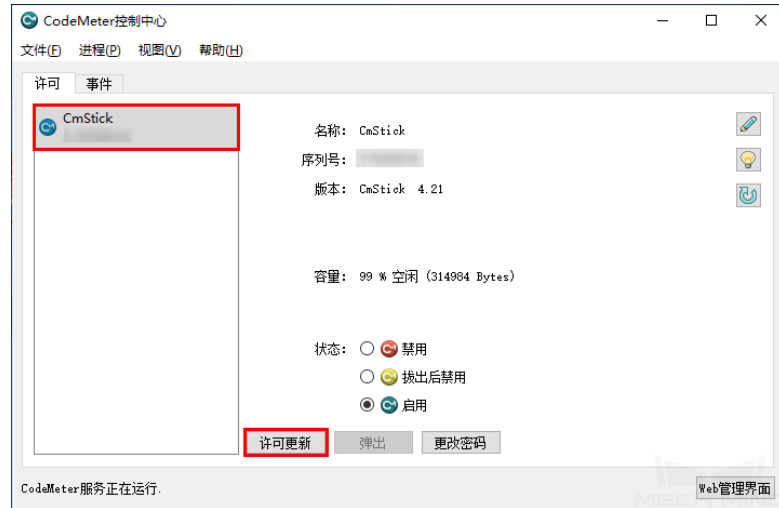 CodeMeter控制中心
文件(F) 进程(P) 视图(V) 帮助(H)
许可 事件
CmStick
名称: CmStick
序列号:
版本: CmStick 4.21
容量: 99 % 空闲 (314984 Bytes)
状态: 禁用
拔出后禁用
启用
许可更新 弹出 更改密码
CodeMeter服务正在运行.
Web管理界面
MECH MIND